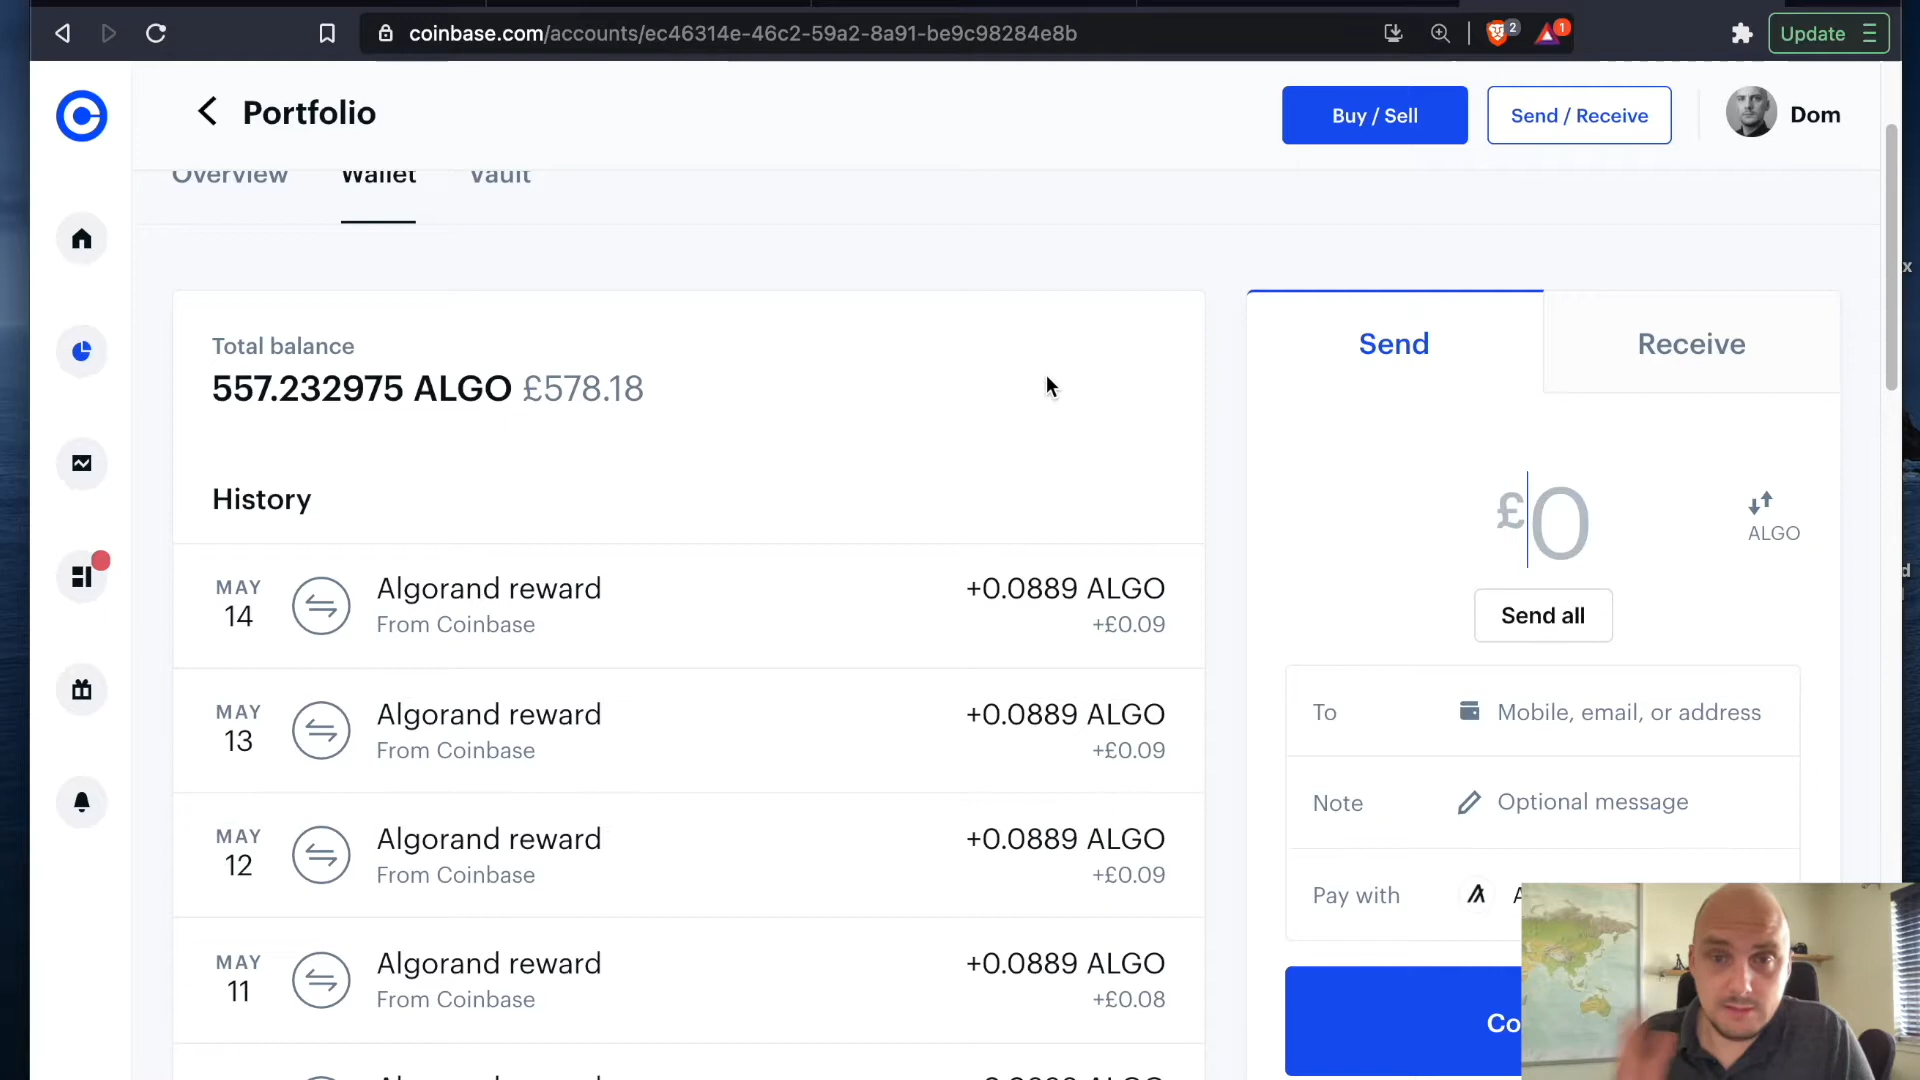 coinbase.com/accounts/ec46314e-46c2-59a2-8a91-be9c98284e8b
2
1
Update
Portfolio
Buy / Sell
Send / Receive
Dom
Overview
Wallet
Vault
Total balance
557.232975 ALGO £578.18
History
MAY
14
Algorand reward
From Coinbase
+0.0889 ALGO
+£0.09
MAY
13
Algorand reward
From Coinbase
+0.0889 ALGO
+£0.09
MAY
12
Algorand reward
From Coinbase
+0.0889 ALGO
+£0.09
MAY
11
Algorand reward
From Coinbase
+0.0889 ALGO
+£0.08
Send
Receive
£0
ALGO
Send all
To
Mobile, email, or address
Note
Optional message
Pay with
A
Co
x
d